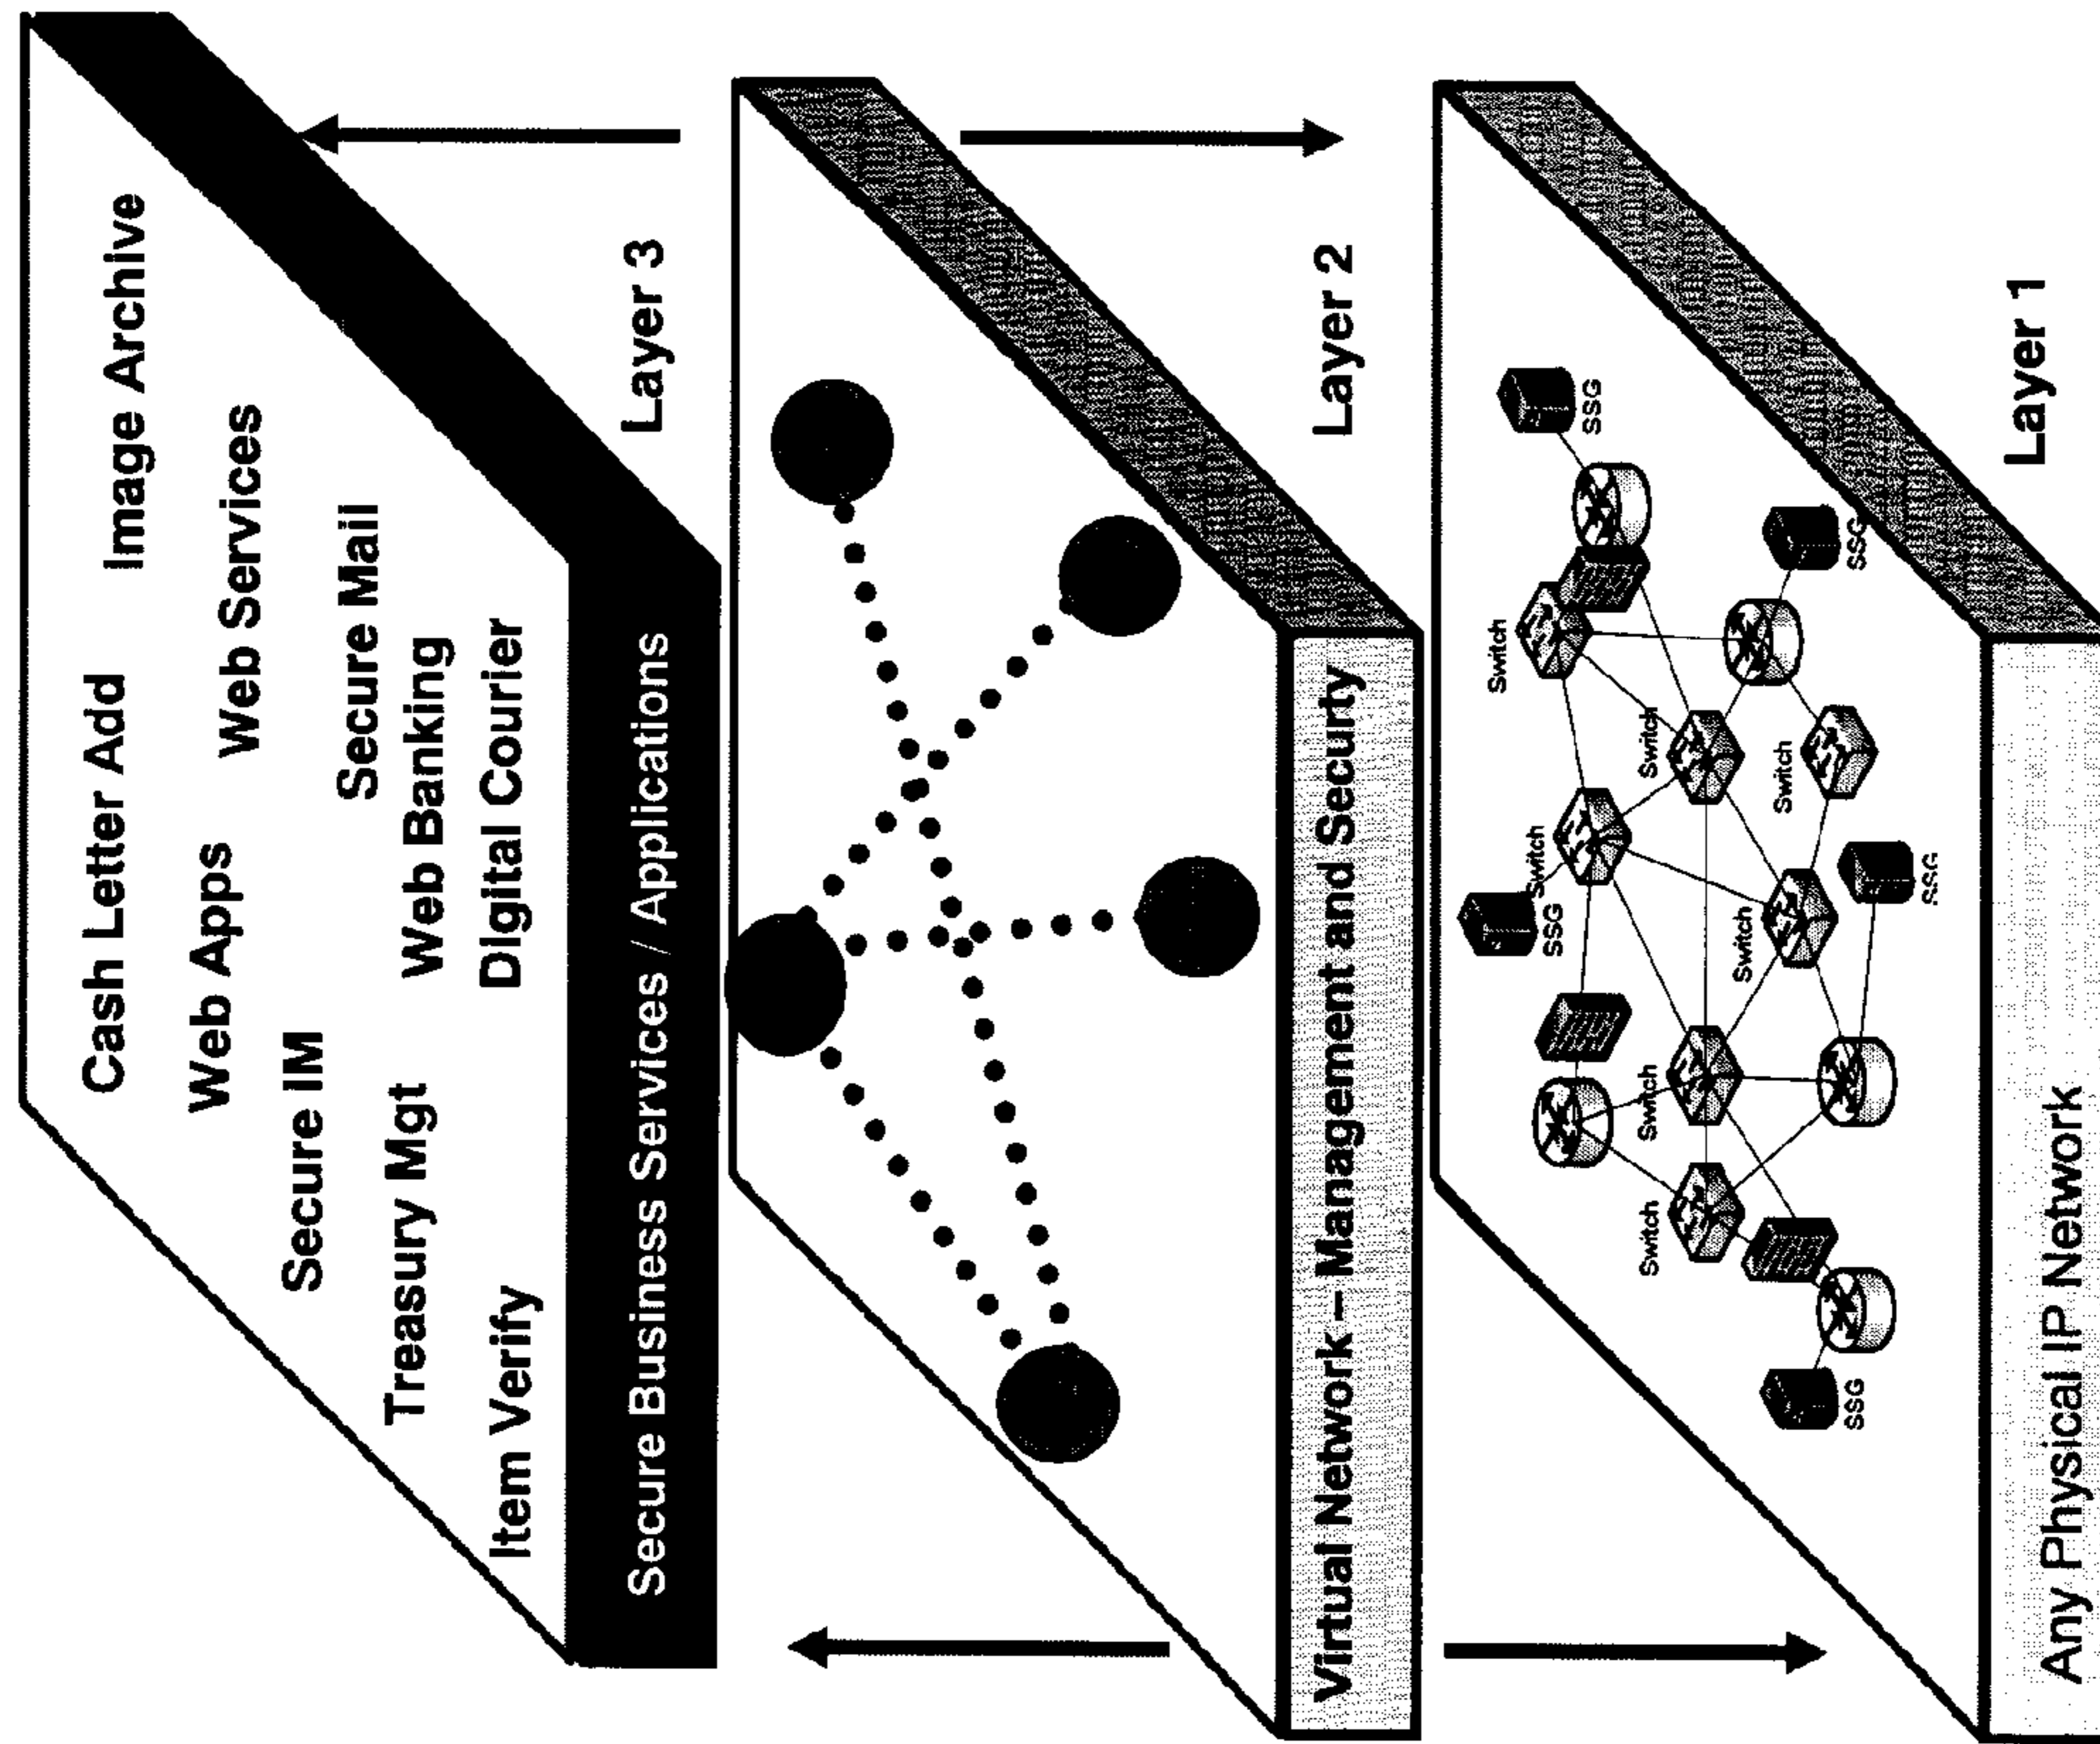 Cash Letter Add
Image Archive
Web Apps
Web Services
Secure IM
Secure Mail
Treasury Mgt
Web Banking
Digital Courier
Item Verify
Secure Business Services / Applications
Layer 3
Virtual Network – Management and Securty
Layer 2
Switch
Switch
SSG
SSG
Switch
Switch
Switch
Switch
Switch
SSG
SSG
SSG
Layer 1
Any Physical IP Network